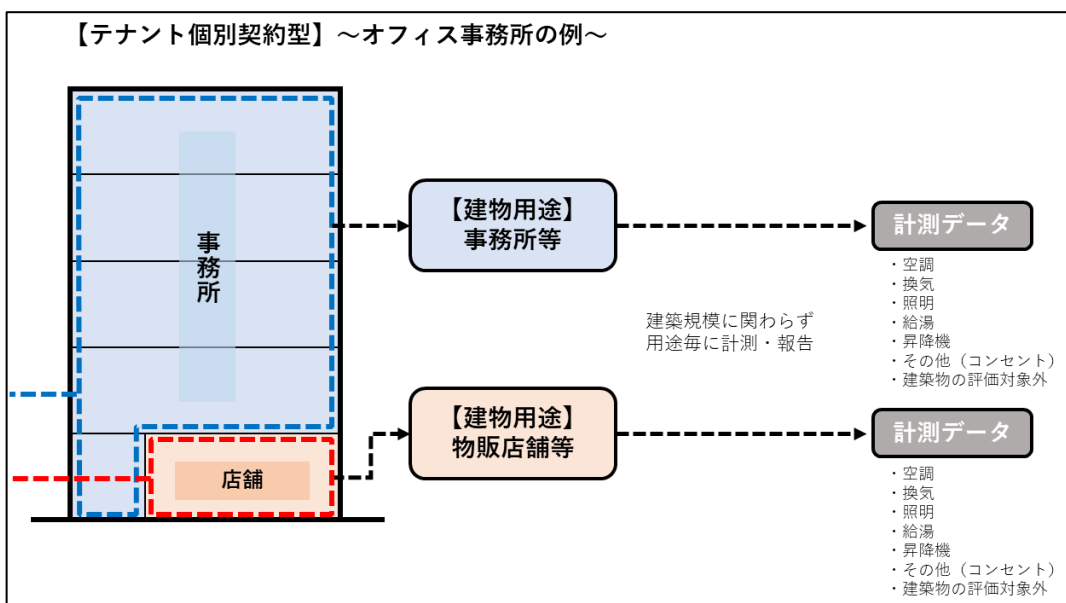 【テナント個別契約型】～オフィス事務所の例～
事務所
店舗
【建物用途】
事務所等
建築規模に関わらず
用途毎に計測・報告
【建物用途】
物販店舗等
計測データ
・空調
・換気
・照明
・給湯
・昇降機
・その他（コンセント）
・建築物の評価対象外
計測データ
・空調
・換気
・照明
・給湯
・昇降機
・その他（コンセント）
・建築物の評価対象外